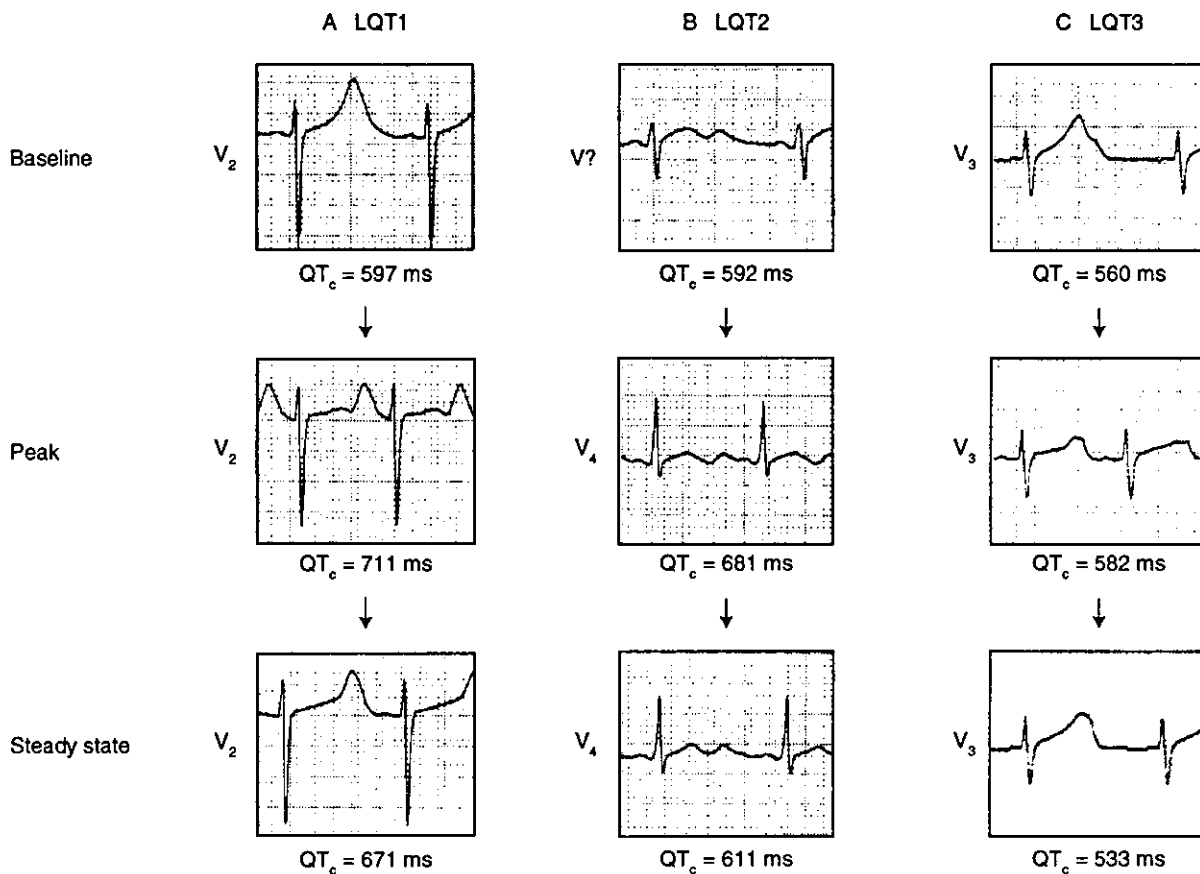 A LQT1 B LQT2 C LQT3
Baseline V₂ V? V₃
QTc = 597 ms QTc = 592 ms QTc = 560 ms
Peak V₂ V₄ V₃
QTc = 711 ms QTc = 681 ms QTc = 582 ms
Steady state V₂ V₄ V₃
QTc = 671 ms QTc = 611 ms QTc = 533 ms